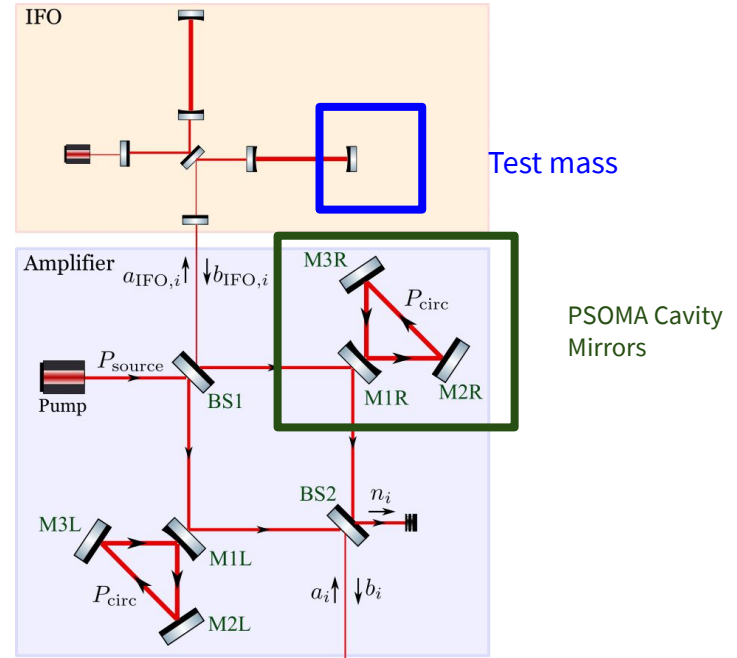 IFO
Test mass
Amplifier
a_IFO,i
b_IFO,i
M3R
P_circ
PSOMA Cavity
Mirrors
P_source
Pump
BS1
M1R
M2R
BS2
n_i
M3L
M1L
P_circ
a_i
b_i
M2L